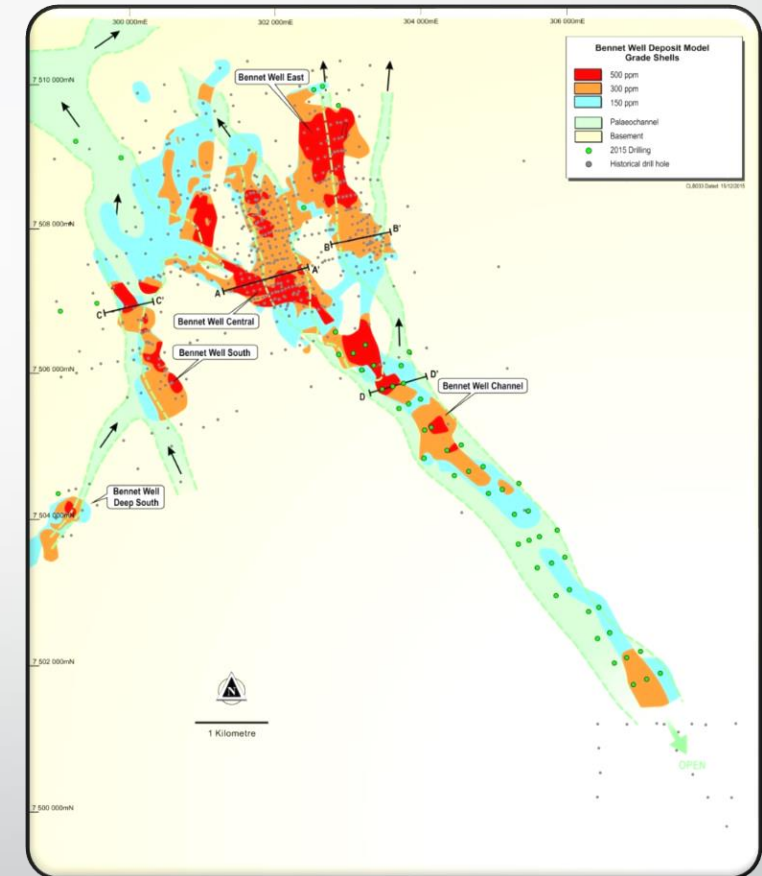 300 000mE
302 000 mE
304 000mE
306 000mE
Bennet Well Deposit Model
Grade Shells
500 ppm
300 ppm
150 ppm
Palaeochannel
Basement
2015 Drilling
Historical drill hole
7 510 000mN
Bennet Well East
7 508 000mN
B
B'
A
A'
C
C'
Bennet Well Central
Bennet Well South
7 506 000mN
D
D'
Bennet Well Channel
Bennet Well
Deep South
7 504 000mN
7 502 000mN
N
1 Kilometre
OPEN
7 500 000mN